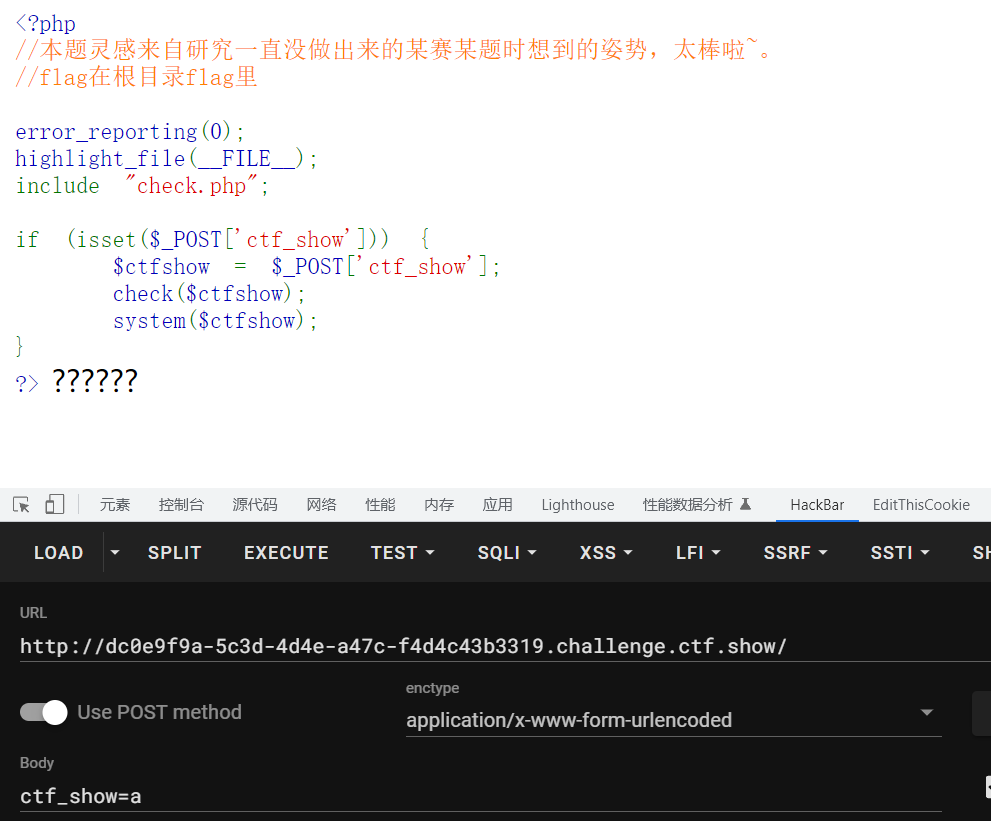 <?php
//本题灵感来自研究一直没做出来的某赛某题时想到的姿势，太棒啦~。
//flag在根目录flag里
error_reporting(0);
highlight_file(__FILE__);
include "check.php";
if (isset($_POST['ctf_show'])) {
$ctfshow = $_POST['ctf_show'];
check($ctfshow);
system($ctfshow);
}
?> ??????
元素 控制台 源代码 网络 性能 内存 应用 Lighthouse 性能数据分析 HackBar EditThisCookie
LOAD SPLIT EXECUTE TEST SQLI XSS LFI SSRF SSTI
URL
http://dc0e9f9a-5c3d-4d4e-a47c-f4d4c43b3319.challenge.ctf.show/
enctype
Use POST method application/x-www-form-urlencoded
Body
ctf_show=a